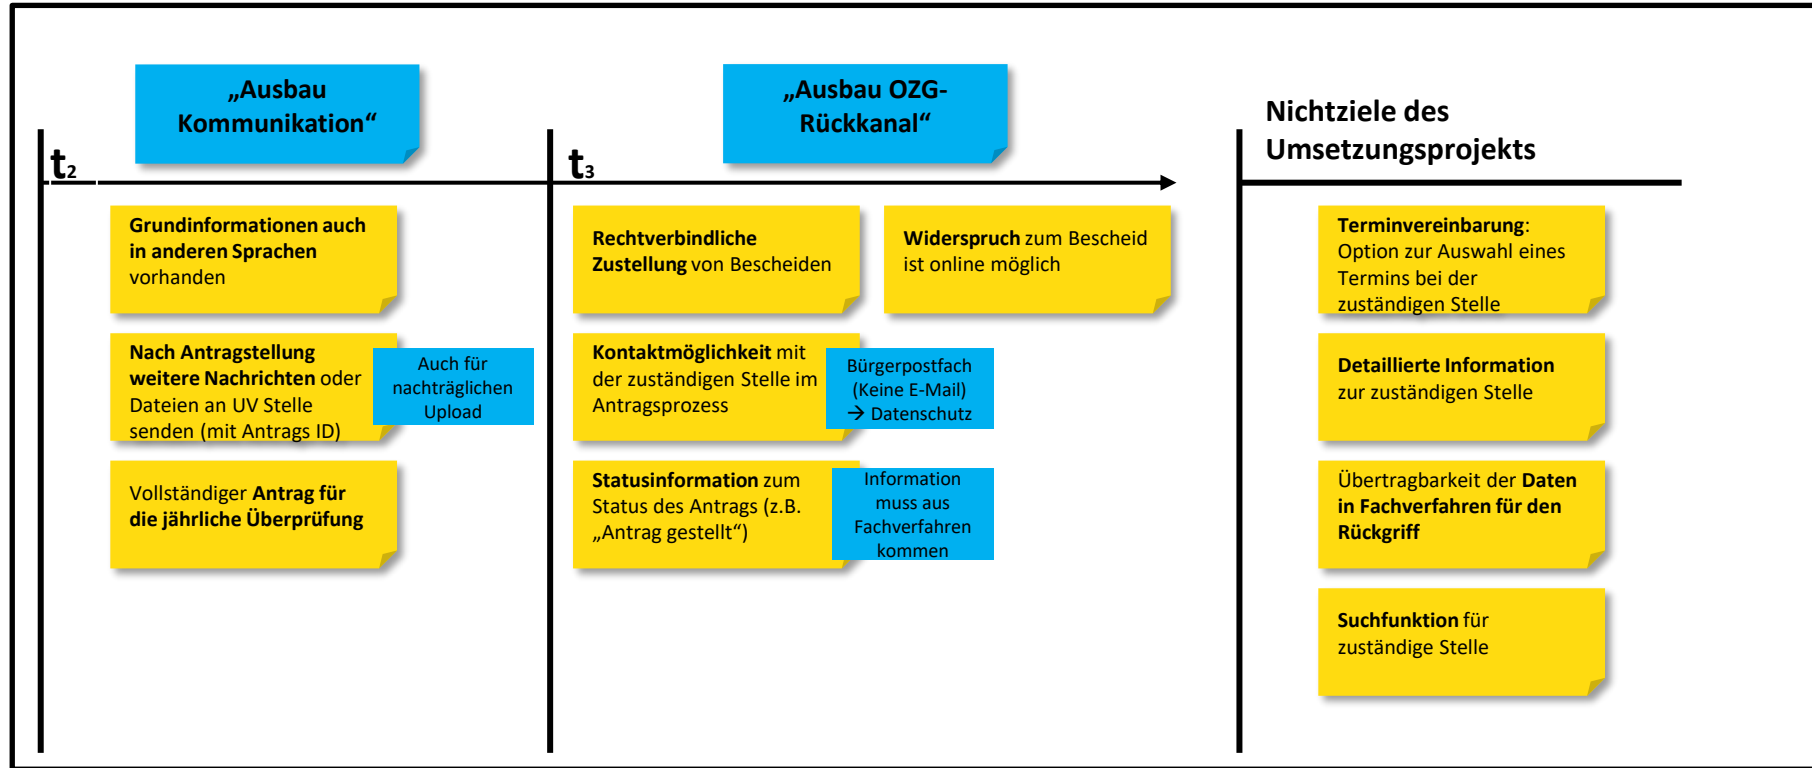 „Ausbau
Kommunikation“
t2
Grundinformationen auch
in anderen Sprachen
vorhanden
Nach Antragstellung
weitere Nachrichten oder
Dateien an UV Stelle
senden (mit Antrags ID)
Auch für
nachträglichen
Upload
Vollständiger Antrag für
die jährliche Überprüfung
„Ausbau OZG-
Rückkanal“
t3
Rechtverbindliche
Zustellung von Bescheiden
Widerspruch zum Bescheid
ist online möglich
Kontaktmöglichkeit mit
der zuständigen Stelle im
Antragsprozess
Bürgerpostfach
(Keine E-Mail)
→ Datenschutz
Statusinformation zum
Status des Antrags (z.B.
„Antrag gestellt“)
Information
muss aus
Fachverfahren
kommen
Nichtziele des
Umsetzungsprojekts
Terminvereinbarung:
Option zur Auswahl eines
Termins bei der
zuständigen Stelle
Detaillierte Information
zur zuständigen Stelle
Übertragbarkeit der Daten
in Fachverfahren für den
Rückgriff
Suchfunktion für
zuständige Stelle